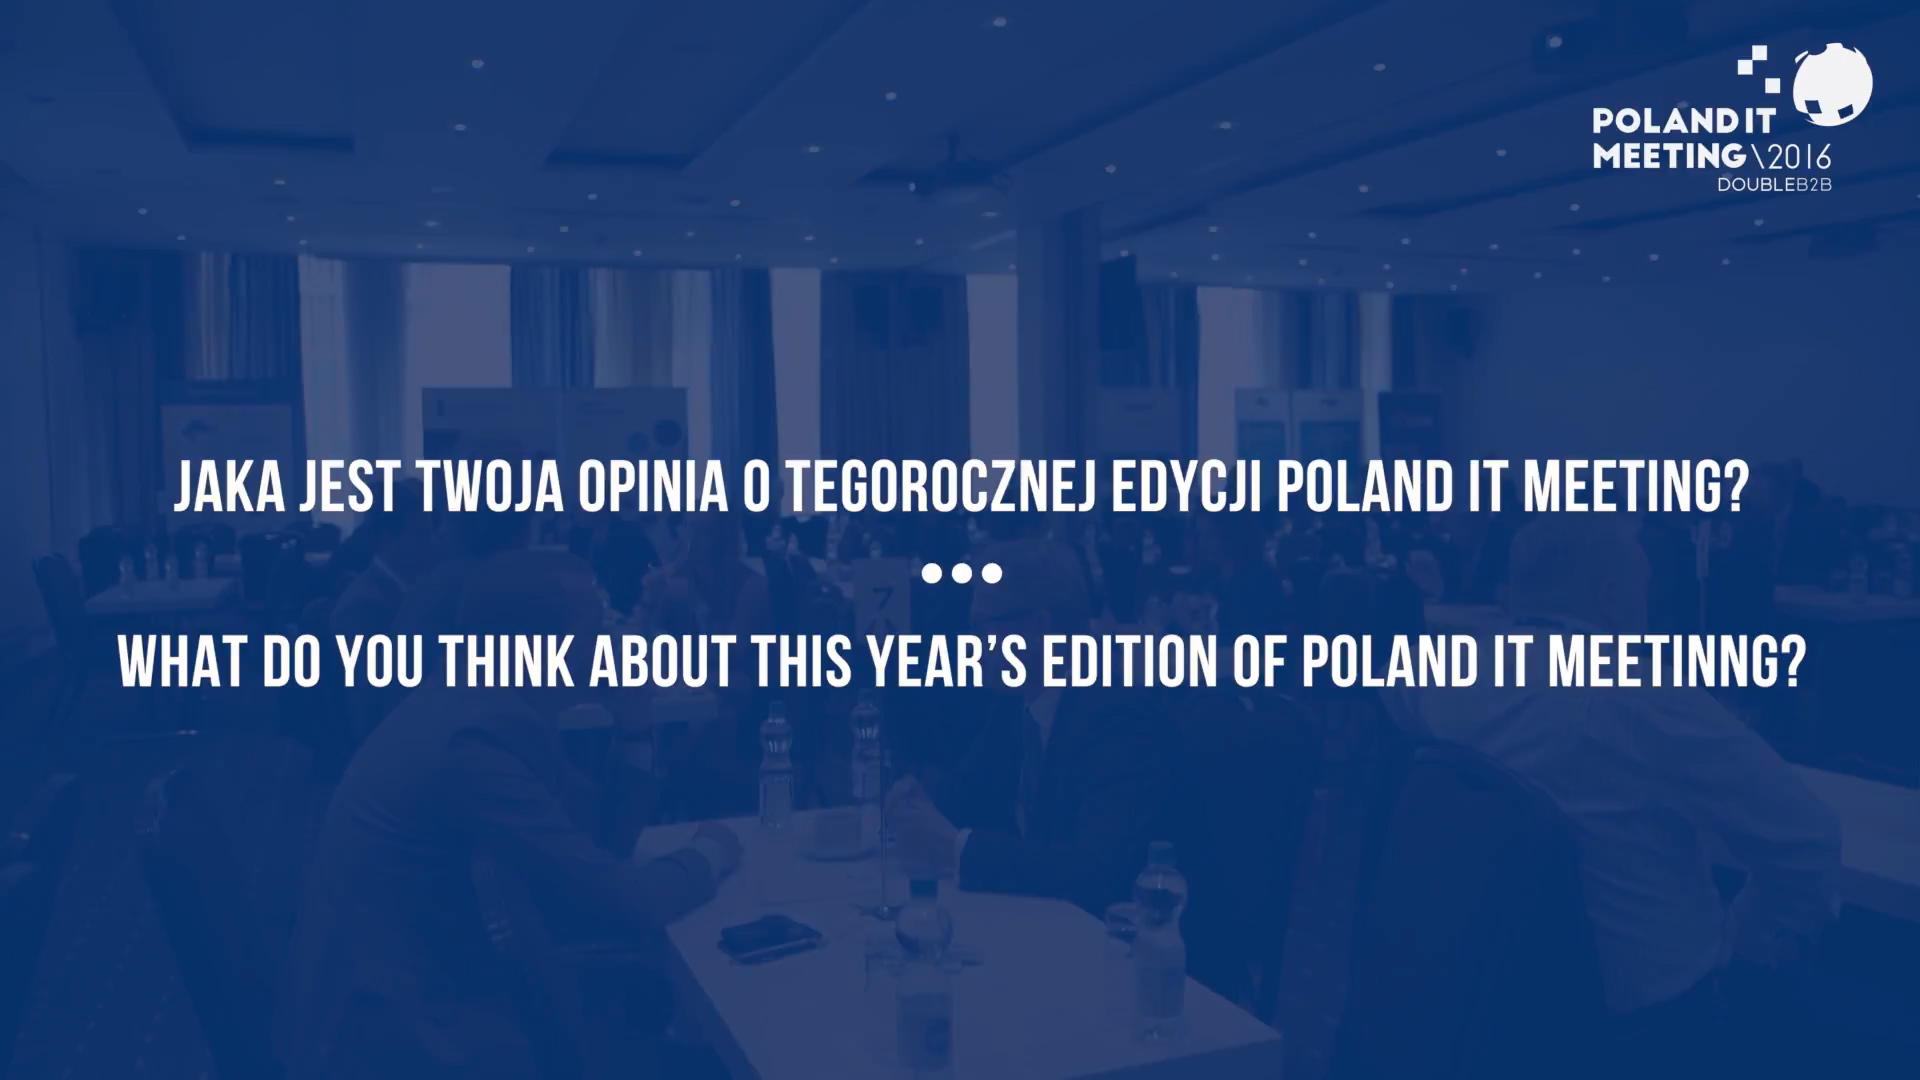 POLAND IT
MEETING\2016
DOUBLEB2B
JAKA JEST TWOJA OPINIA O TEGOROCZNEJ EDYCJI POLAND IT MEETING?
WHAT DO YOU THINK ABOUT THIS YEAR’S EDITION OF POLAND IT MEETINNG?
7